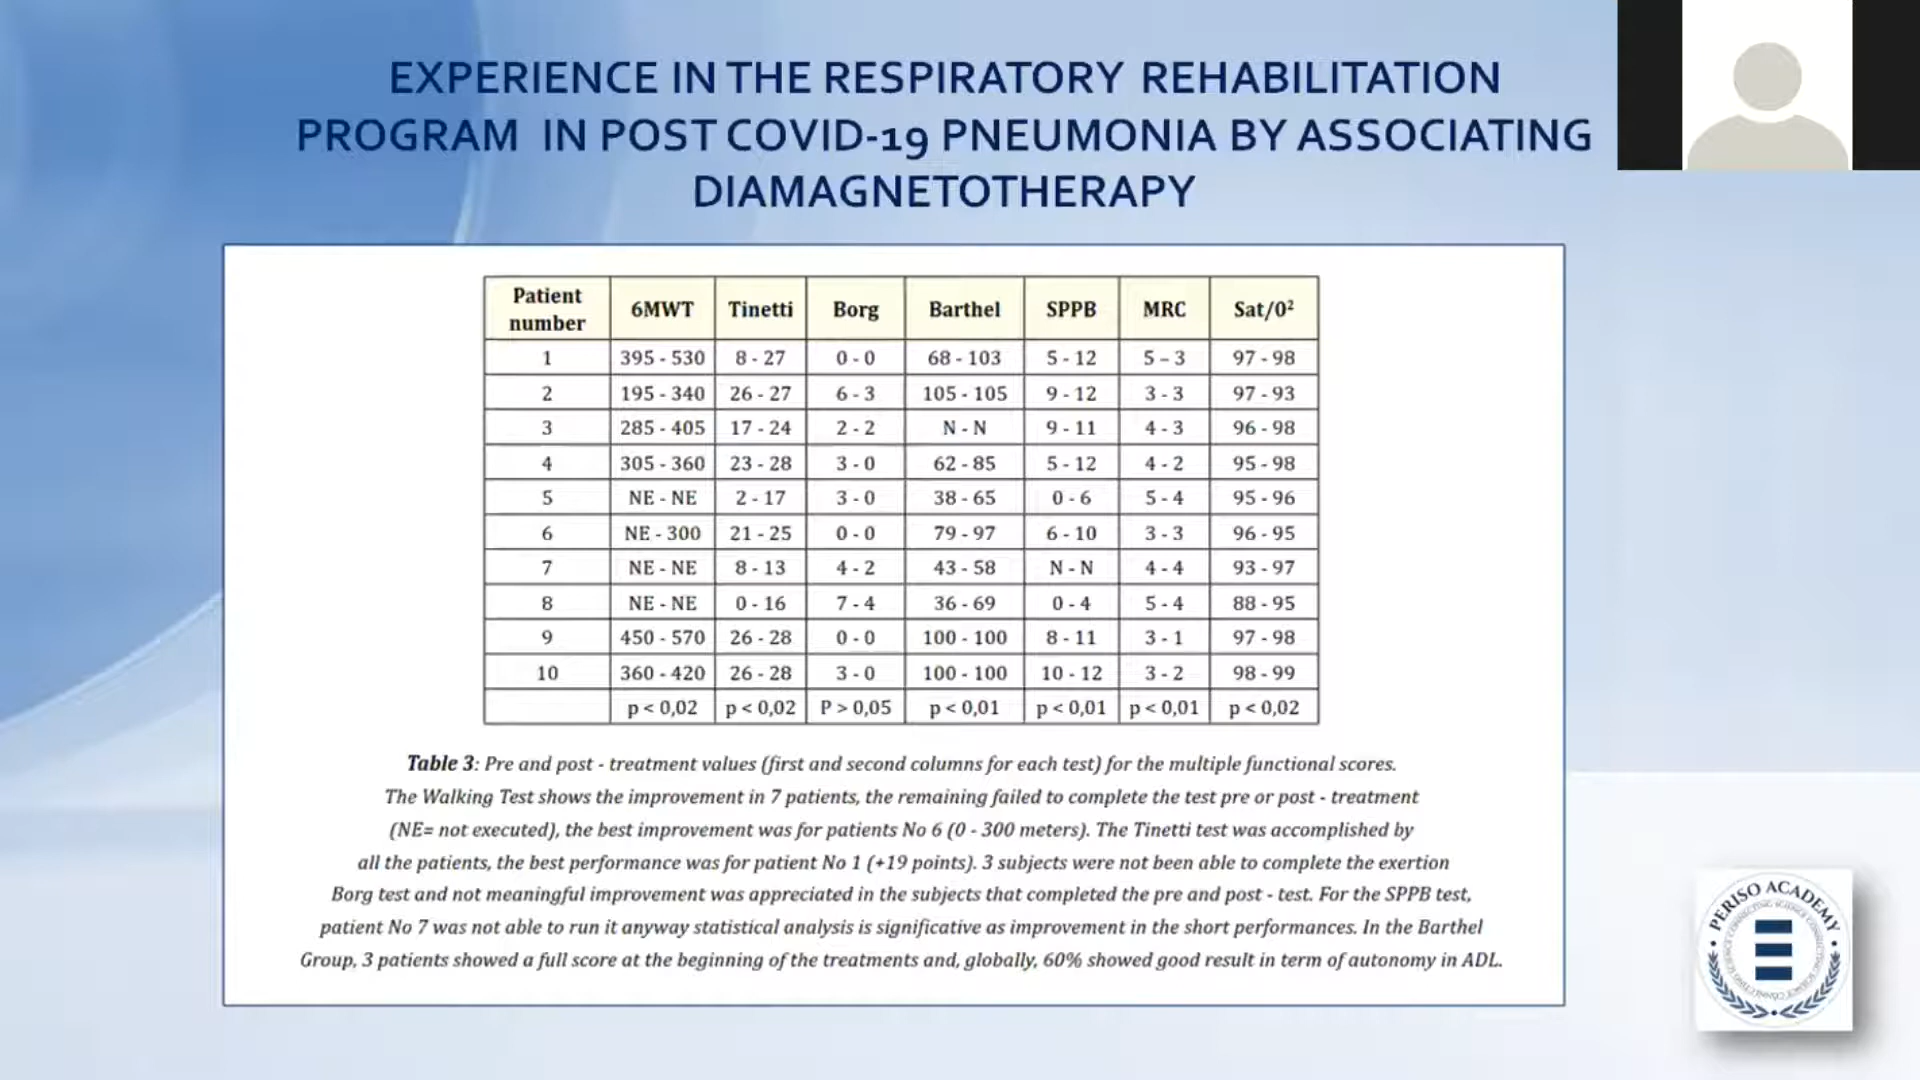 EXPERIENCE IN THE RESPIRATORY REHABILITATION
PROGRAM IN POST COVID-19 PNEUMONIA BY ASSOCIATING
DIAMAGNETOTHERAPY
Patient number 6MWT Tinetti Borg Barthel SPPB MRC Sat/0²
1 395 - 530 8 - 27 0 - 0 68 - 103 5 - 12 5 – 3 97 - 98
2 195 - 340 26 - 27 6 - 3 105 - 105 9 - 12 3 - 3 97 - 93
3 285 - 405 17 - 24 2 - 2 N - N 9 - 11 4 - 3 96 - 98
4 305 - 360 23 - 28 3 - 0 62 - 85 5 - 12 4 - 2 95 - 98
5 NE - NE 2 - 17 3 - 0 38 - 65 0 - 6 5 - 4 95 - 96
6 NE - 300 21 - 25 0 - 0 79 - 97 6 - 10 3 - 3 96 - 95
7 NE - NE 8 - 13 4 - 2 43 - 58 N - N 4 - 4 93 - 97
8 NE - NE 0 - 16 7 - 4 36 - 69 0 - 4 5 - 4 88 - 95
9 450 - 570 26 - 28 0 - 0 100 - 100 8 - 11 3 - 1 97 - 98
10 360 - 420 26 - 28 3 - 0 100 - 100 10 - 12 3 - 2 98 - 99
p < 0,02 p < 0,02 P > 0,05 p < 0,01 p < 0,01 p < 0,01 p < 0,02
Table 3: Pre and post - treatment values (first and second columns for each test) for the multiple functional scores.
The Walking Test shows the improvement in 7 patients, the remaining failed to complete the test pre or post - treatment
(NE= not executed), the best improvement was for patients No 6 (0 - 300 meters). The Tinetti test was accomplished by
all the patients, the best performance was for patient No 1 (+19 points). 3 subjects were not been able to complete the exertion
Borg test and not meaningful improvement was appreciated in the subjects that completed the pre and post - test. For the SPPB test,
patient No 7 was not able to run it anyway statistical analysis is significative as improvement in the short performances. In the Barthel
Group, 3 patients showed a full score at the beginning of the treatments and, globally, 60% showed good result in term of autonomy in ADL.
PERISO ACADEMY